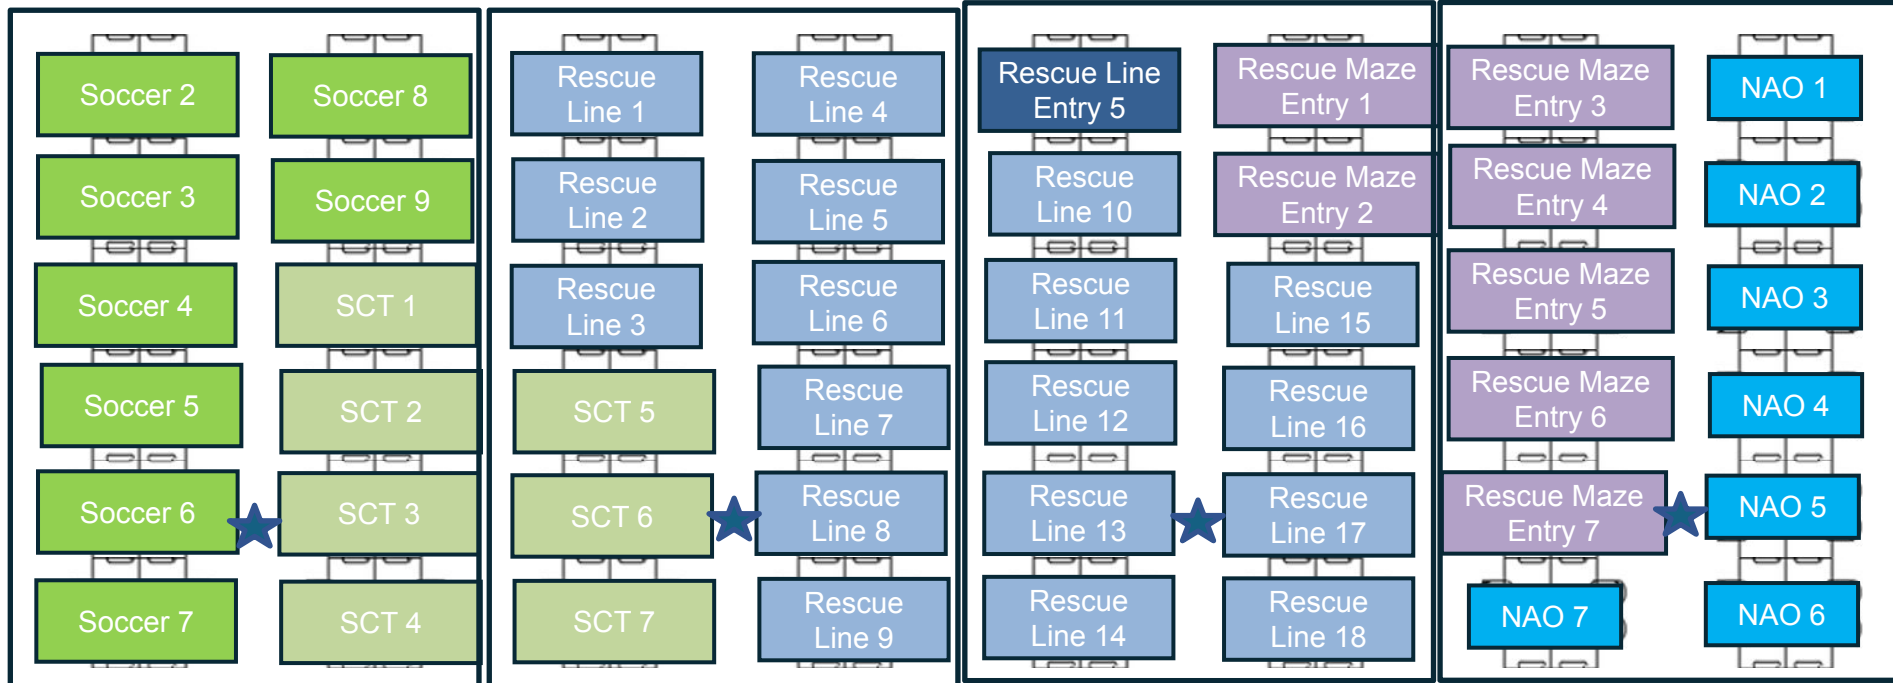 Soccer 2
Soccer 3
Soccer 4
Soccer 5
Soccer 6
Soccer 7
Soccer 8
Soccer 9
SCT 1
SCT 2
SCT 3
SCT 4
Rescue
Line 1
Rescue
Line 2
Rescue
Line 3
SCT 5
SCT 6
SCT 7
Rescue
Line 4
Rescue
Line 5
Rescue
Line 6
Rescue
Line 7
Rescue
Line 8
Rescue
Line 9
Rescue Line
Entry 5
Rescue
Line 10
Rescue
Line 11
Rescue
Line 12
Rescue
Line 13
Rescue
Line 14
Rescue Maze
Entry 1
Rescue Maze
Entry 2
Rescue
Line 15
Rescue
Line 16
Rescue
Line 17
Rescue
Line 18
Rescue Maze
Entry 3
Rescue Maze
Entry 4
Rescue Maze
Entry 5
Rescue Maze
Entry 6
Rescue Maze
Entry 7
NAO 7
NAO 1
NAO 2
NAO 3
NAO 4
NAO 5
NAO 6